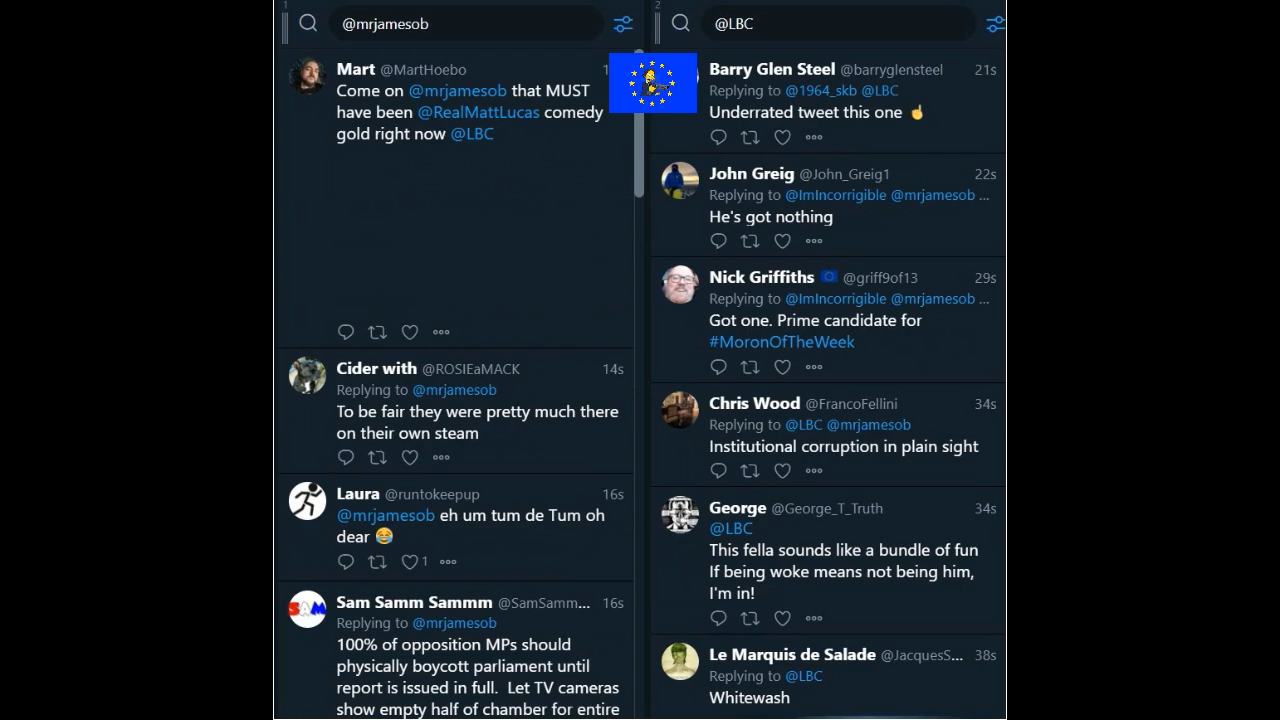 1
@mrjamesob
Mart @MartHoebo
Come on @mrjamesob that MUST
have been @RealMattLucas comedy
gold right now @LBC
Cider with @ROSIEaMACK 14s
Replying to @mrjamesob
To be fair they were pretty much there
on their own steam
Laura @runtokeepup 16s
@mrjamesob eh um tum de Tum oh
dear 😂
1
Sam Samm Sammm @SamSamm... 16s
Replying to @mrjamesob
100% of opposition MPs should
physically boycott parliament until
report is issued in full. Let TV cameras
show empty half of chamber for entire
SAM
2
@LBC
Barry Glen Steel @barryglensteel 21s
Replying to @1964_skb @LBC
Underrated tweet this one ☝
John Greig @John_Greig1 22s
Replying to @ImIncorrigible @mrjamesob ...
He's got nothing
Nick Griffiths 🇪🇺 @griff9of13 29s
Replying to @ImIncorrigible @mrjamesob ...
Got one. Prime candidate for
#MoronOfTheWeek
Chris Wood @FrancoFellini 34s
Replying to @LBC @mrjamesob
Institutional corruption in plain sight
George @George_T_Truth 34s
@LBC
This fella sounds like a bundle of fun
If being woke means not being him,
I'm in!
Le Marquis de Salade @JacquesS... 38s
Replying to @LBC
Whitewash